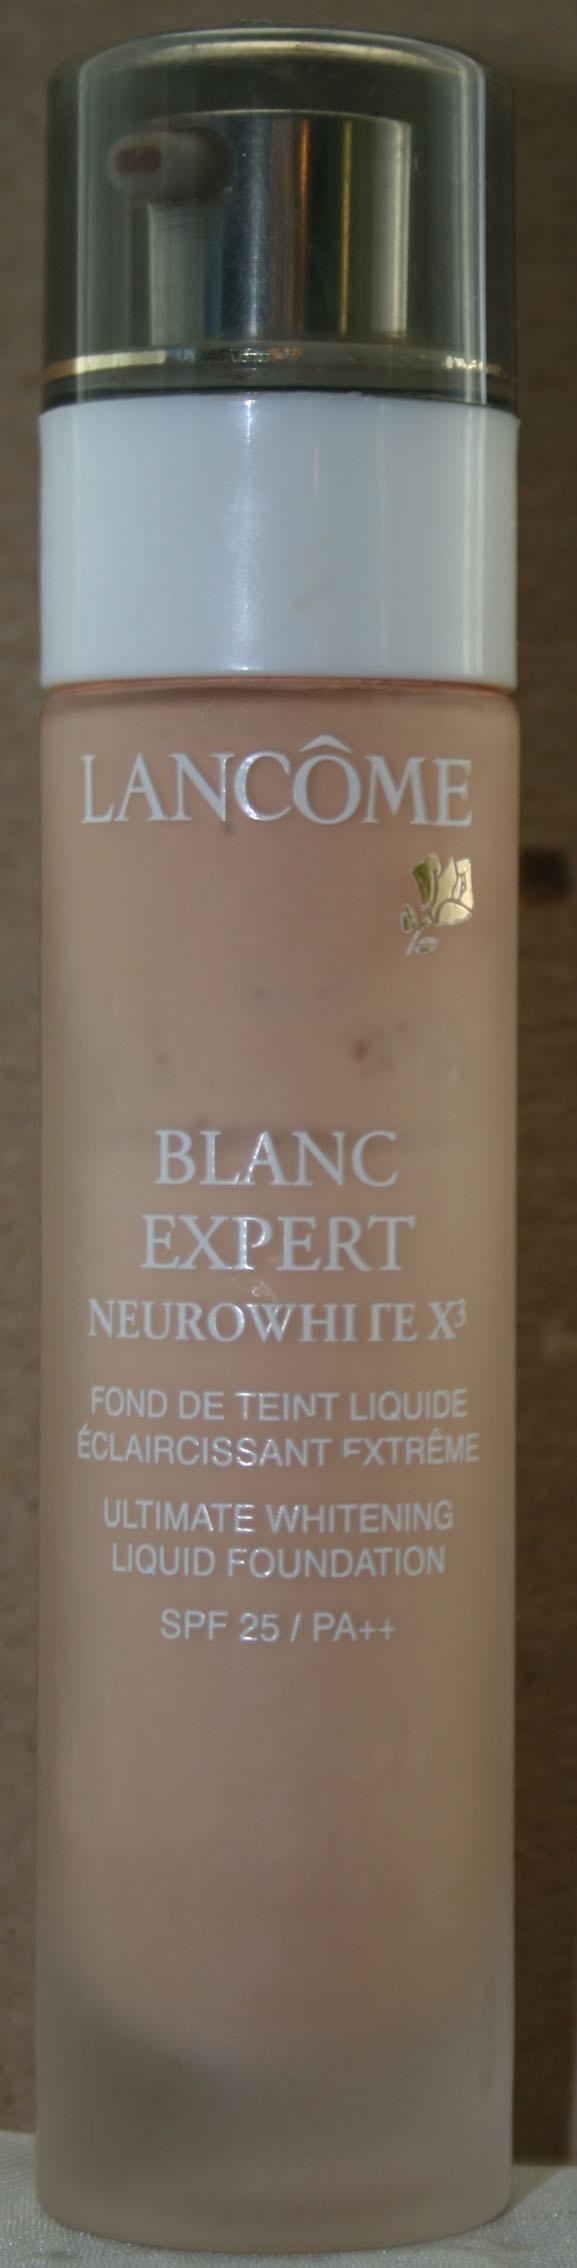 LANCÔME
BLANC
EXPERT
NEUROWHITE X³
FOND DE TEINT LIQUIDE
ÉCLAIRCISSANT EXTRÊME
ULTIMATE WHITENING
LIQUID FOUNDATION
SPF 25 / PA++